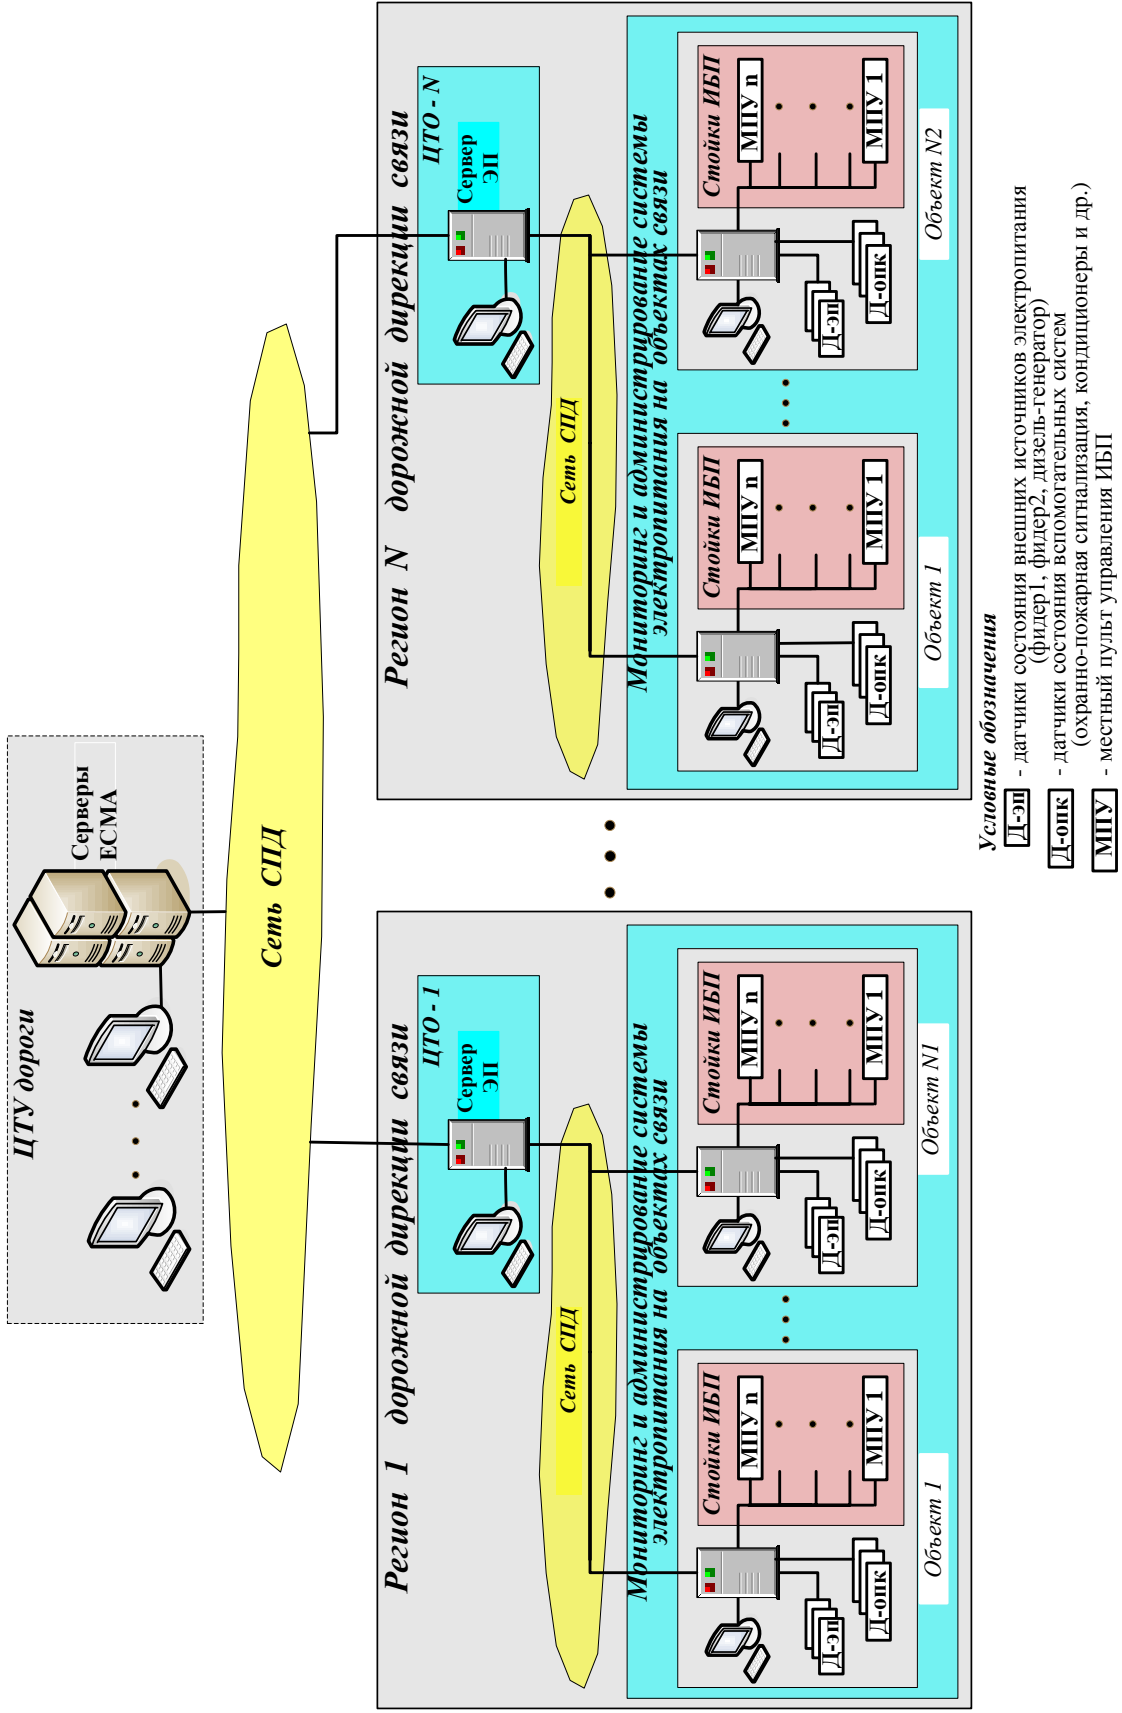 ЦТУ дороги
Серверы
ЕСМА
Сеть СПД
Регион 1 дорожной дирекции связи
ЦТО - 1
Сервер
ЭП
Сеть СПД
Мониторинг и администрирование системы
электропитания на объектах связи
Стойки ИБП
МПУ n
МПУ 1
Д-эп
Д-опк
Объект 1
Стойки ИБП
МПУ n
МПУ 1
Д-эп
Д-опк
Объект N1
Регион N дорожной дирекции связи
ЦТО - N
Сервер
ЭП
Сеть СПД
Мониторинг и администрирование системы
электропитания на объектах связи
Стойки ИБП
МПУ n
МПУ 1
Д-эп
Д-опк
Объект 1
Стойки ИБП
МПУ n
МПУ 1
Д-эп
Д-опк
Объект N2
Условные обозначения
Д-эп - датчики состояния внешних источников электропитания
(фидер1, фидер2, дизель-генератор)
Д-опк - датчики состояния вспомогательных систем
(охранно-пожарная сигнализация, кондиционеры и др.)
МПУ - местный пульт управления ИБП